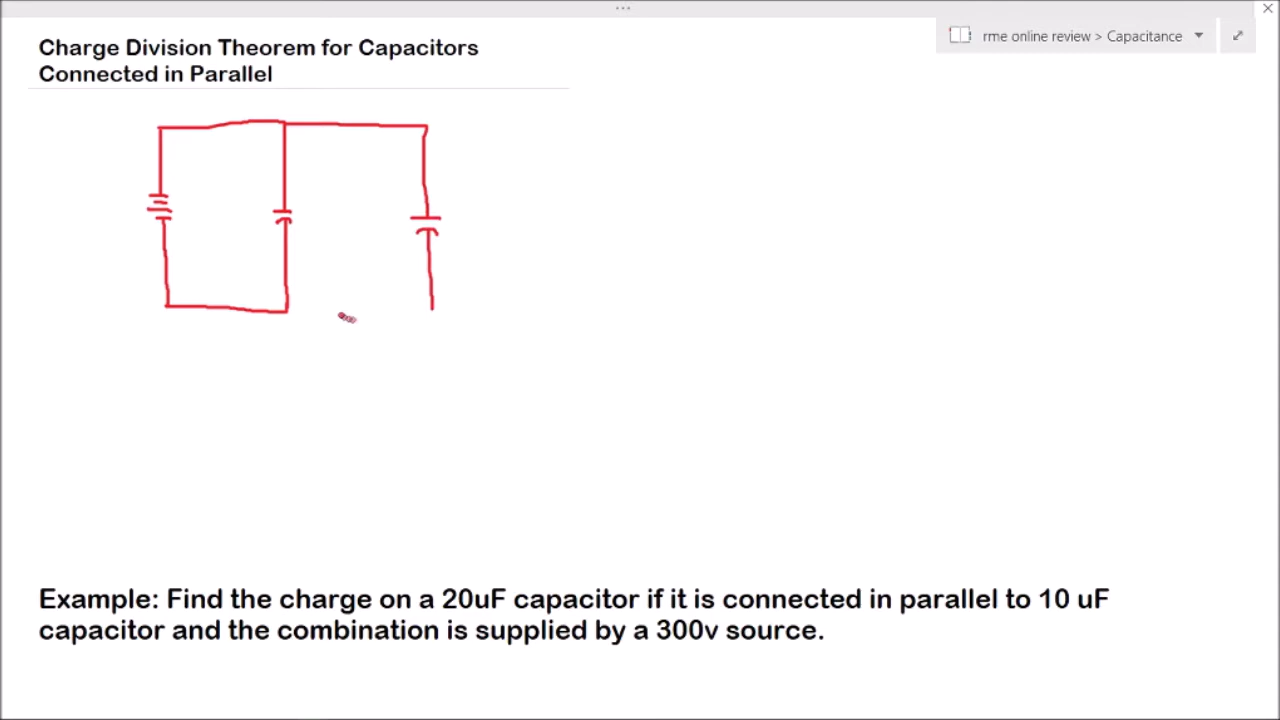 rme online review > Capacitance
Charge Division Theorem for Capacitors
Connected in Parallel
Example: Find the charge on a 20uF capacitor if it is connected in parallel to 10 uF
capacitor and the combination is supplied by a 300v source.